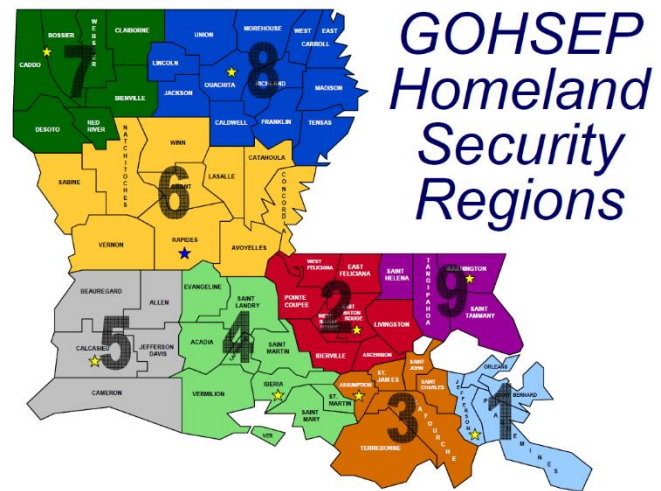 GOHSEP
Homeland
Security
Regions
7
CADDO
BOSSIER
WEBSTER
CLAIBORNE
BIENVILLE
DESOTO
RED
RIVER
8
UNION
MOREHOUSE
WEST
CARROLL
EAST
LINCOLN
OUACHITA
RICHLAND
MADISON
JACKSON
CALDWELL
FRANKLIN
TENSAS
6
NATCHITOCHES
WINN
SABINE
GRANT
LASALLE
CATAHOULA
CONCORDIA
VERNON
RAPIDES
AVOYELLES
5
BEAUREGARD
ALLEN
CALCASIEU
JEFFERSON
DAVIS
CAMERON
4
EVANGELINE
SAINT
LANDRY
ACADIA
SAINT
MARTIN
VERMILION
IBERIA
ST.
MARTIN
SAINT
MARY
VER
2
WEST
FELICIANA
EAST
FELICIANA
POINTE
COUPEE
EAST
BATON
ROUGE
LIVINGSTON
IBERVILLE
ASCENSION
9
SAINT
HELENA
TANGIPAHOA
WASHINGTON
SAINT
TAMMANY
3
ASSUMPTION
ST.
JAMES
SAINT
JOHN
SAINT
CHARLES
LAFOURCHE
TERREBONNE
1
ORLEANS
JEFFERSON
BERNARD
PLAQUEMINES